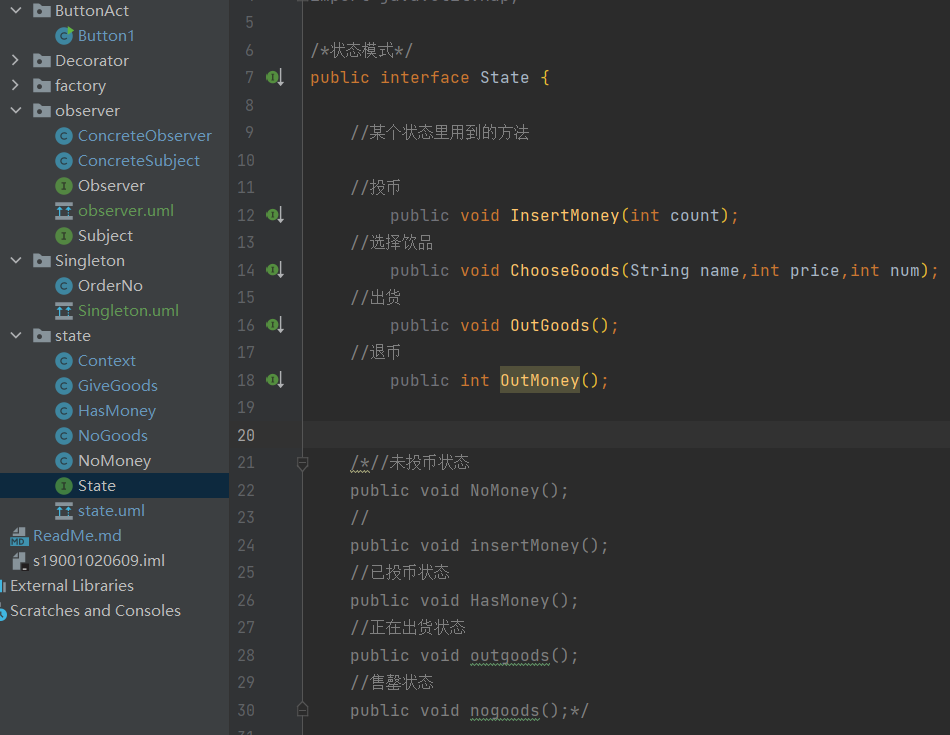 ButtonAct
Button1
Decorator
factory
observer
ConcreteObserver
ConcreteSubject
Observer
observer.uml
Subject
Singleton
OrderNo
Singleton.uml
state
Context
GiveGoods
HasMoney
NoGoods
NoMoney
State
state.uml
ReadMe.md
s19001020609.iml
External Libraries
Scratches and Consoles
5
6 /*状态模式*/
7 public interface State {
8
9 //某个状态里用到的方法
10
11 //投币
12 public void InsertMoney(int count);
13 //选择饮品
14 public void ChooseGoods(String name,int price,int num);
15 //出货
16 public void OutGoods();
17 //退币
18 public int OutMoney();
19
20
21 /*//未投币状态
22 public void NoMoney();
23 //
24 public void insertMoney();
25 //已投币状态
26 public void HasMoney();
27 //正在出货状态
28 public void outgoods();
29 //售罄状态
30 public void nogoods();*/